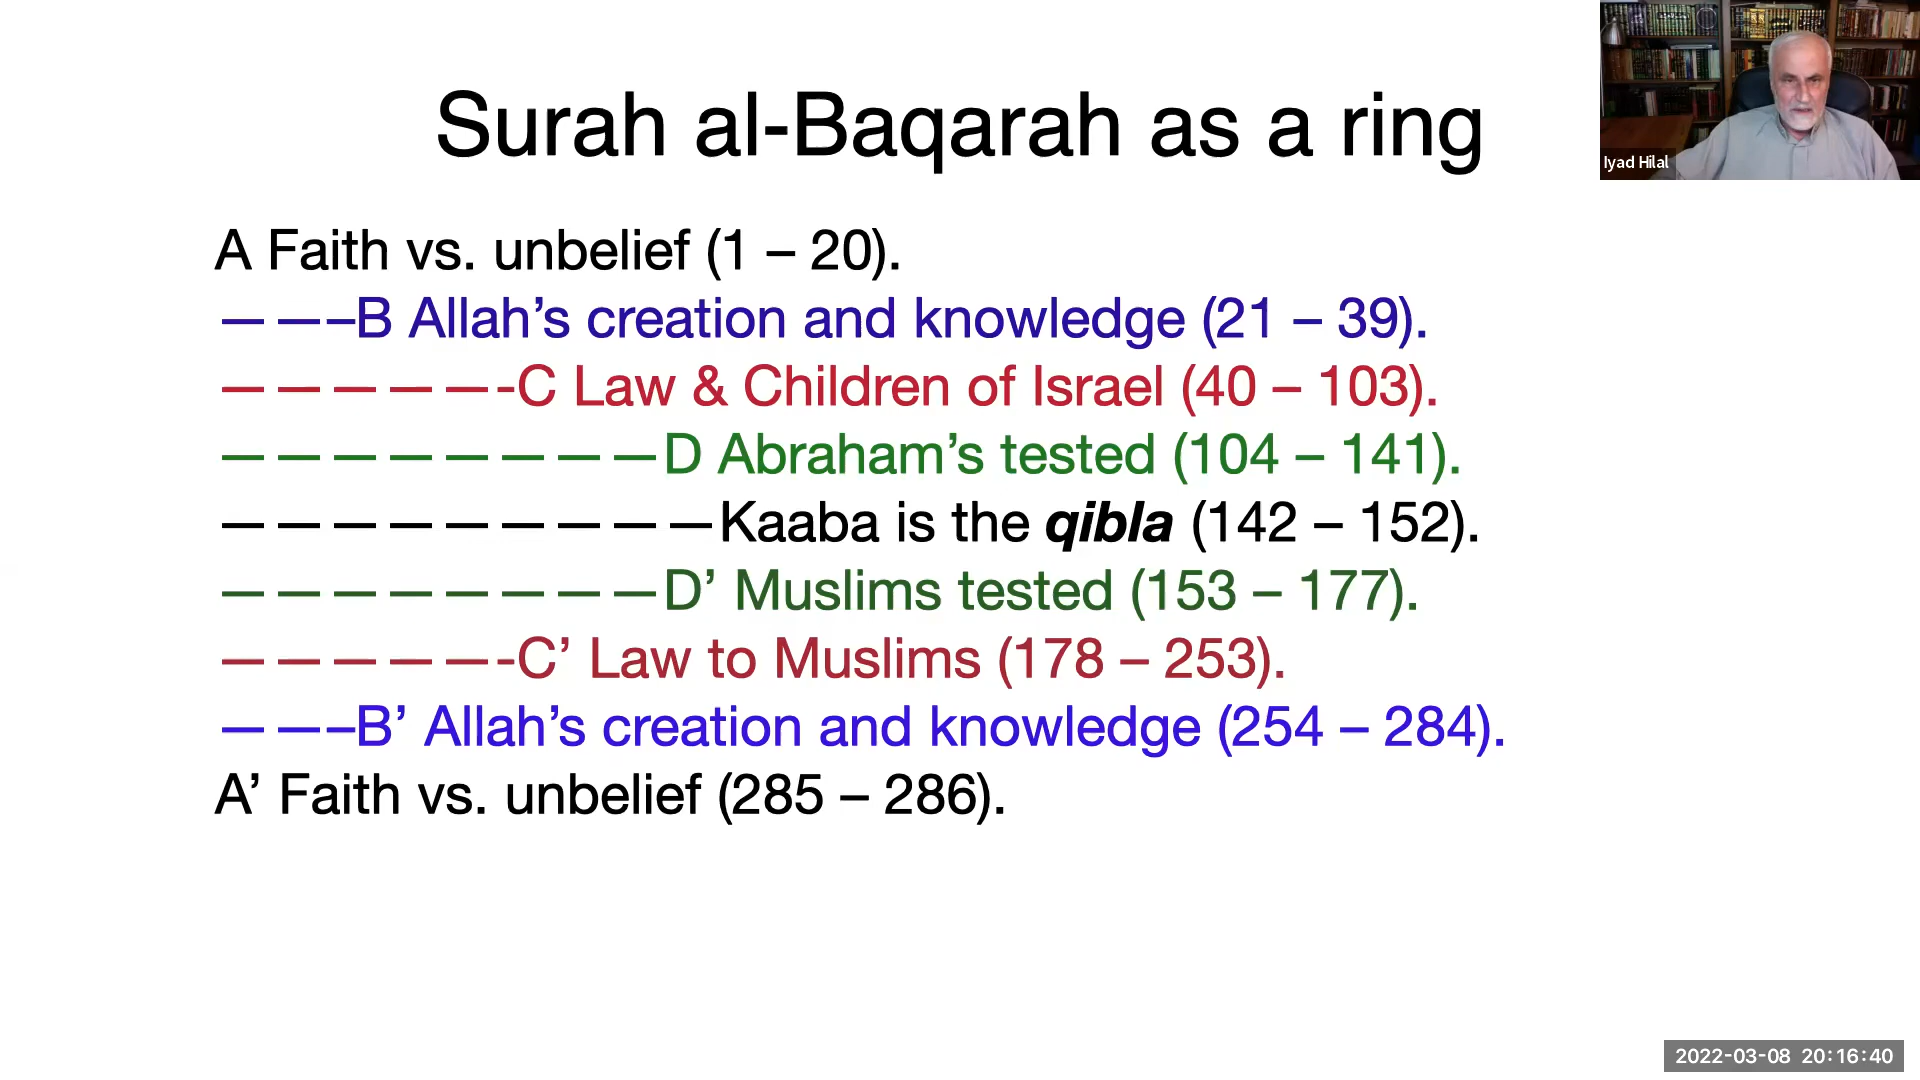 Surah al-Baqarah as a ring
Iyad Hilal
A Faith vs. unbelief (1 – 20).
— —–B Allah’s creation and knowledge (21 – 39).
— — — — —-C Law & Children of Israel (40 – 103).
— — — — — — — —D Abraham’s tested (104 – 141).
— — — — — — — — —Kaaba is the qibla (142 – 152).
— — — — — — — —D’ Muslims tested (153 – 177).
— — — — —-C’ Law to Muslims (178 – 253).
— —–B’ Allah’s creation and knowledge (254 – 284).
A’ Faith vs. unbelief (285 – 286).
2022-03-08 20:16:40